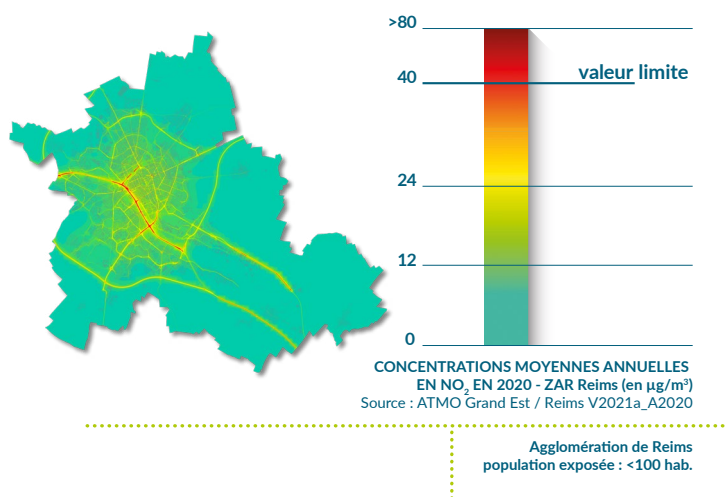 >80
valeur limite
40
24
12
0
CONCENTRATIONS MOYENNES ANNUELLES
EN NO2 EN 2020 - ZAR Reims (en µg/m³)
Source : ATMO Grand Est / Reims V2021a_A2020
Agglomération de Reims
population exposée : <100 hab.